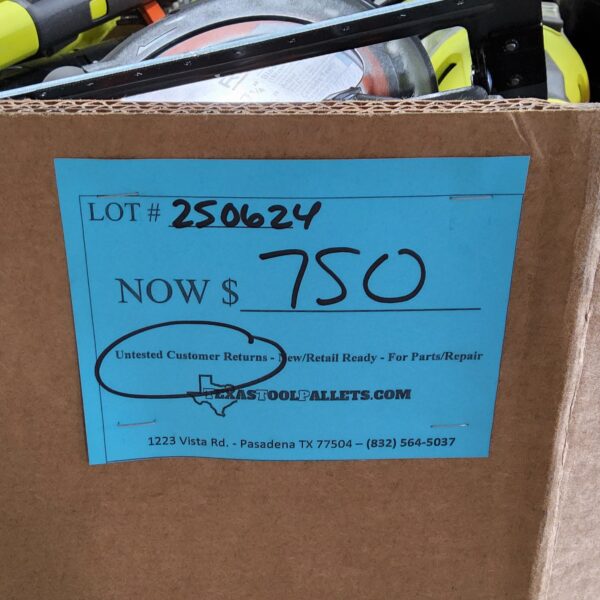 LOT # 250624
NOW $ 750
Untested Customer Returns - New/Retail Ready - For Parts/Repair
TEXASTOOLPALLETS.COM
1223 Vista Rd. - Pasadena TX 77504 – (832) 564-5037